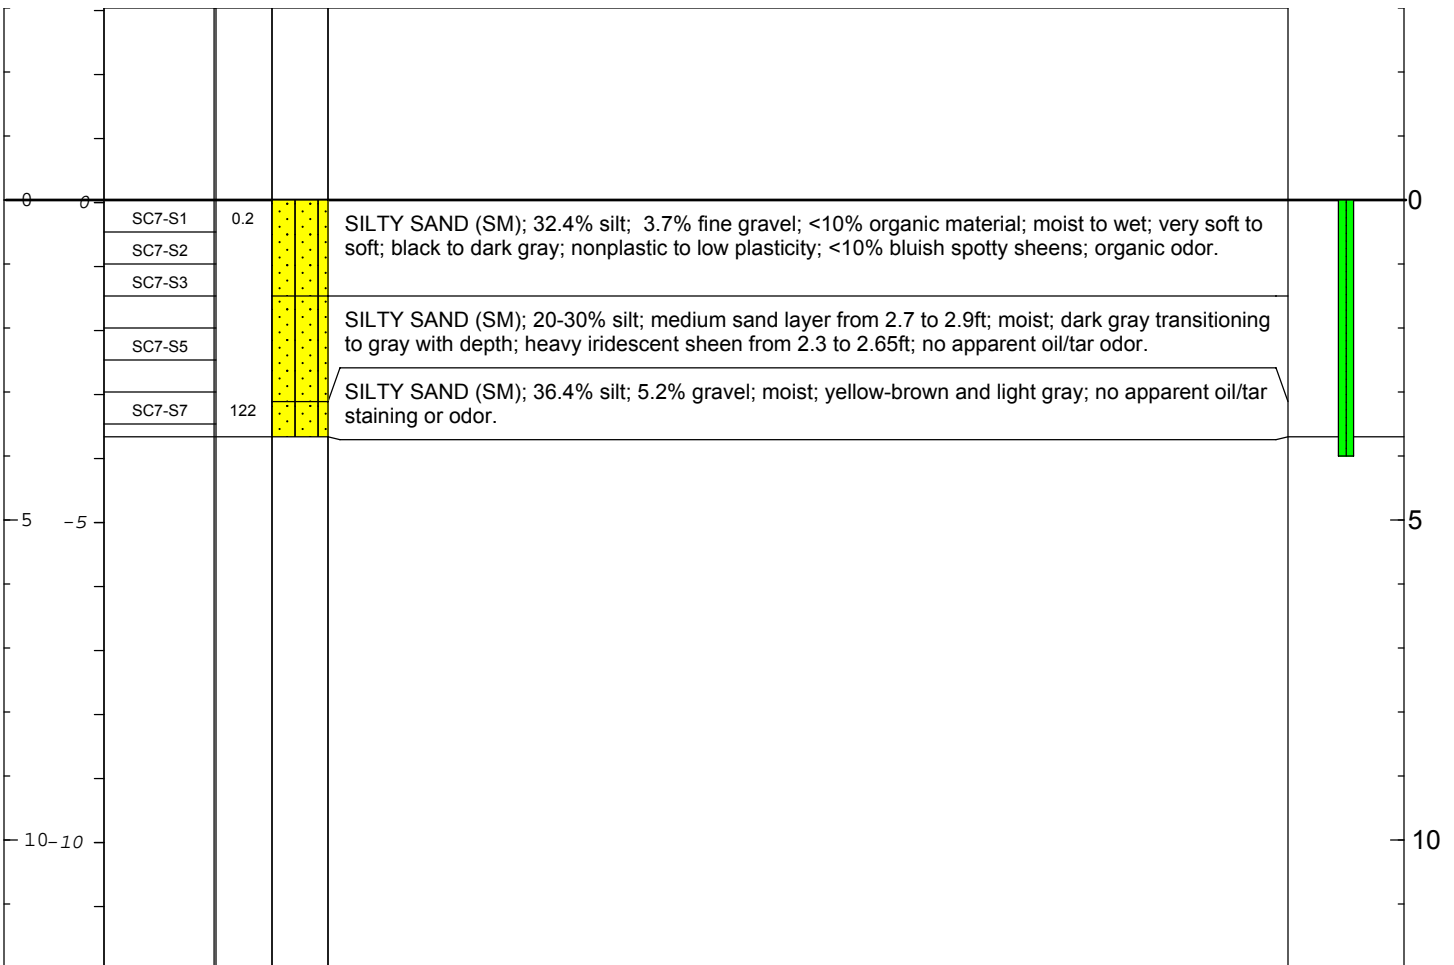 0 0 0
SC7-S1 0.2
SILTY SAND (SM); 32.4% silt; 3.7% fine gravel; <10% organic material; moist to wet; very soft to
soft; black to dark gray; nonplastic to low plasticity; <10% bluish spotty sheens; organic odor.
SC7-S2
SC7-S3
SILTY SAND (SM); 20-30% silt; medium sand layer from 2.7 to 2.9ft; moist; dark gray transitioning
to gray with depth; heavy iridescent sheen from 2.3 to 2.65ft; no apparent oil/tar odor.
SC7-S5
SILTY SAND (SM); 36.4% silt; 5.2% gravel; moist; yellow-brown and light gray; no apparent oil/tar
staining or odor.
SC7-S7 122
5 -5 5
10 -10 10